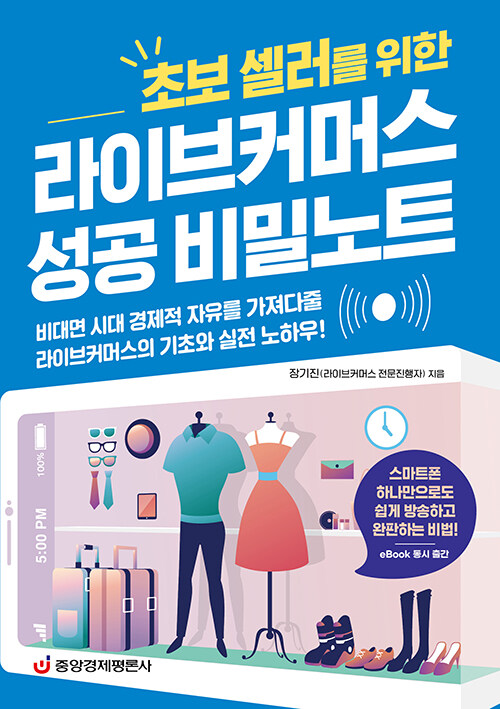 초보 셀러를 위한
라이브커머스
성공 비밀노트
비대면 시대 경제적 자유를 가져다줄
라이브커머스의 기초와 실전 노하우!
장기진(라이브커머스 전문진행자) 지음
100%
5:00 PM
스마트폰
하나만으로도
쉽게 방송하고
완판하는 비법!
eBook 동시 출간
중앙경제평론사